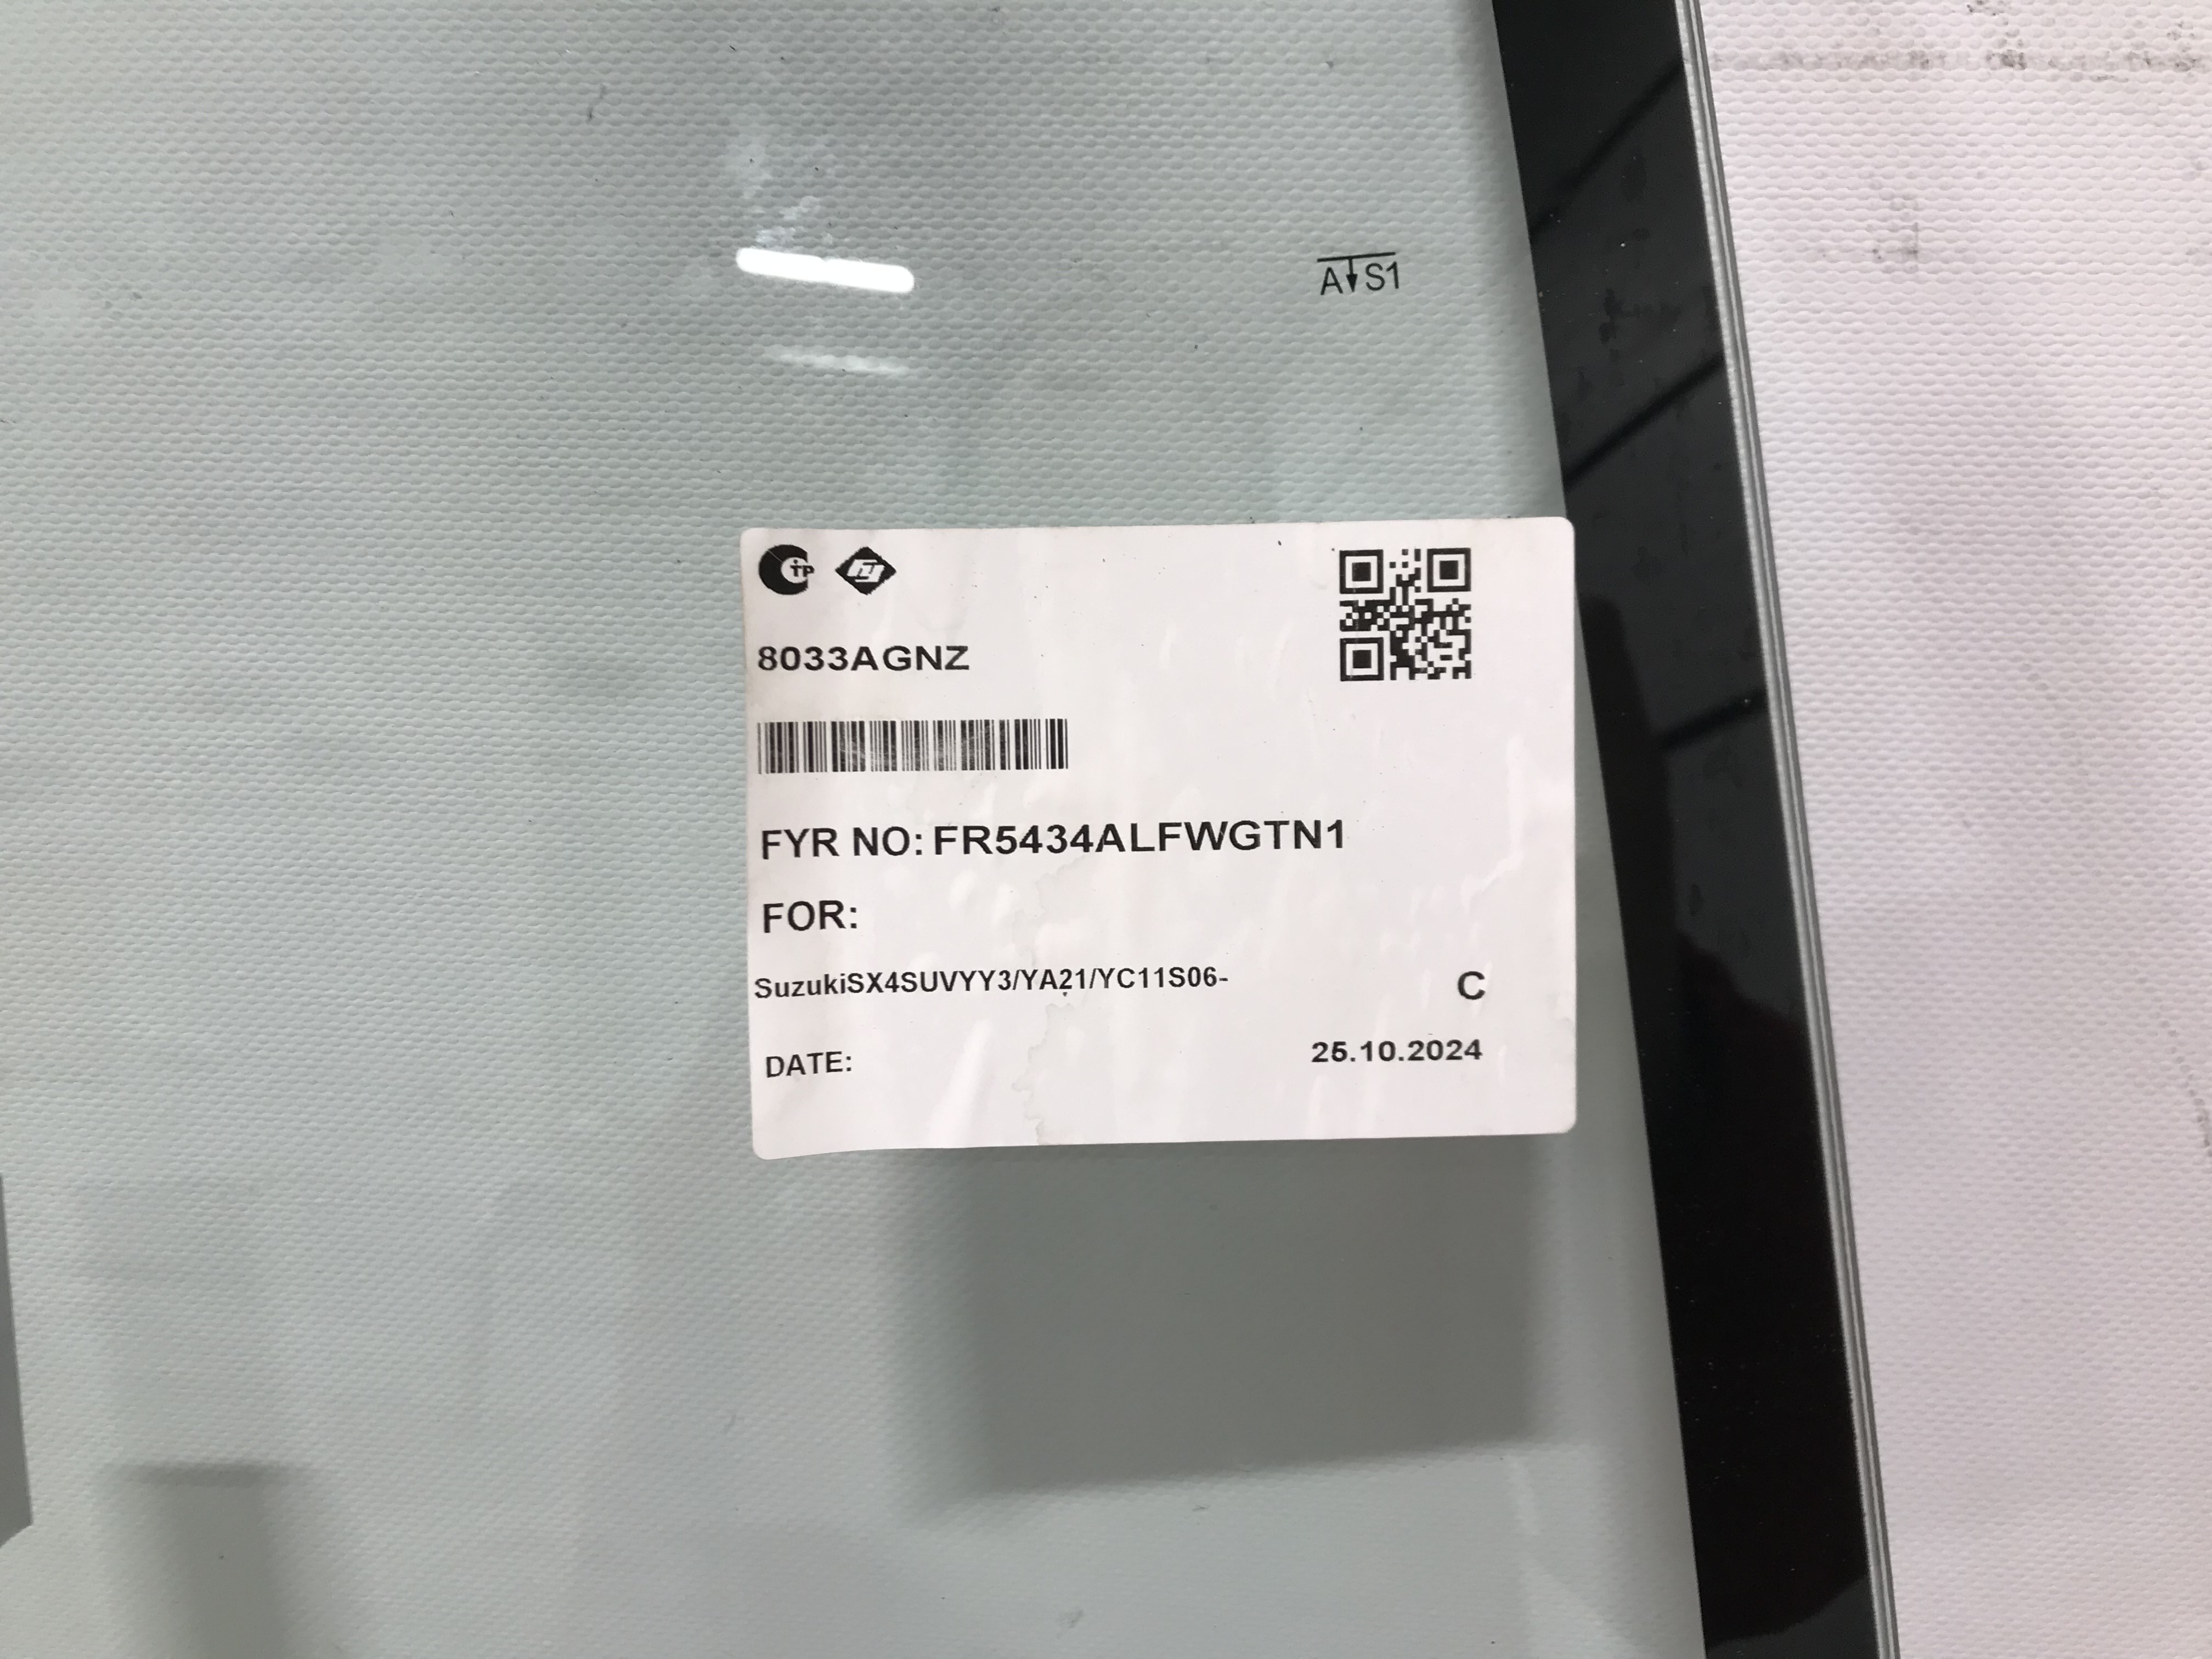 A↓S1
8033AGNZ
FYR NO: FR5434ALFWGTN1
FOR:
SuzukiSX4SUVYY3/YA21/YC11S06-
C
DATE: 25.10.2024